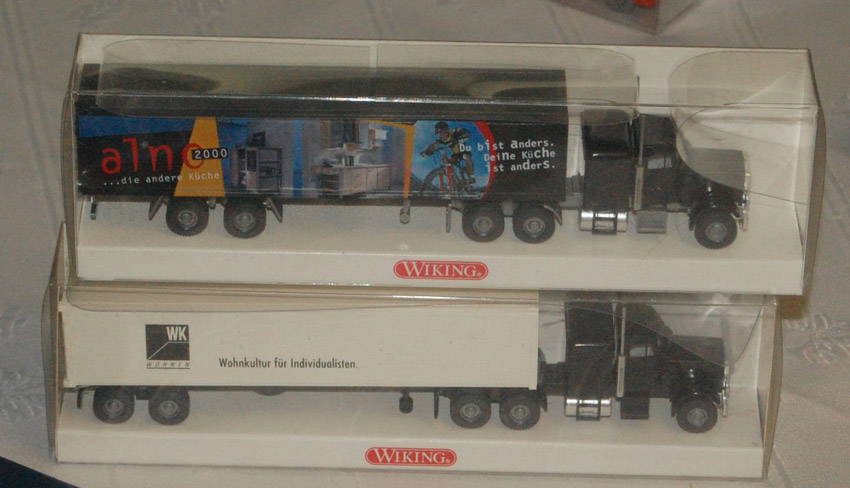 alno 2000
...die andere Küche
Du bist anders.
Deine Küche
ist anders.
WIKING®
WK
WOHNEN
Wohnkultur für Individualisten.
WIKING®